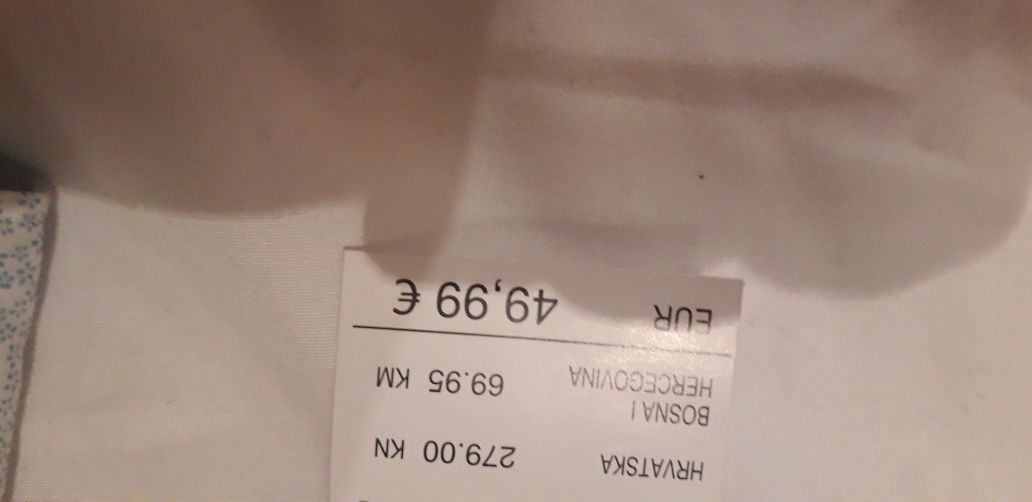 HRVATSKA 279.00 KN
BOSNA I
HERCEGOVINA 69.95 KM
EUR 49,99 €